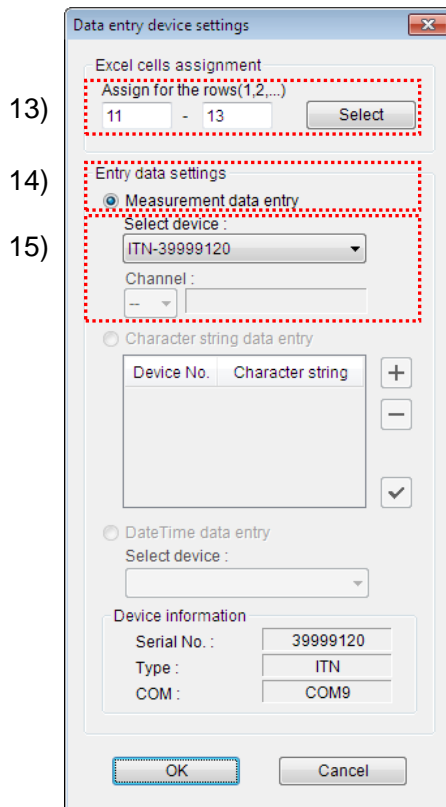 Data entry device settings
Excel cells assignment
13)
Assign for the rows(1,2,...)
11 - 13 Select
14)
Entry data settings
Measurement data entry
15)
Select device :
ITN-39999120
Channel :
--
Character string data entry
Device No. Character string
DateTime data entry
Select device :
Device information
Serial No. : 39999120
Type : ITN
COM : COM9
OK Cancel